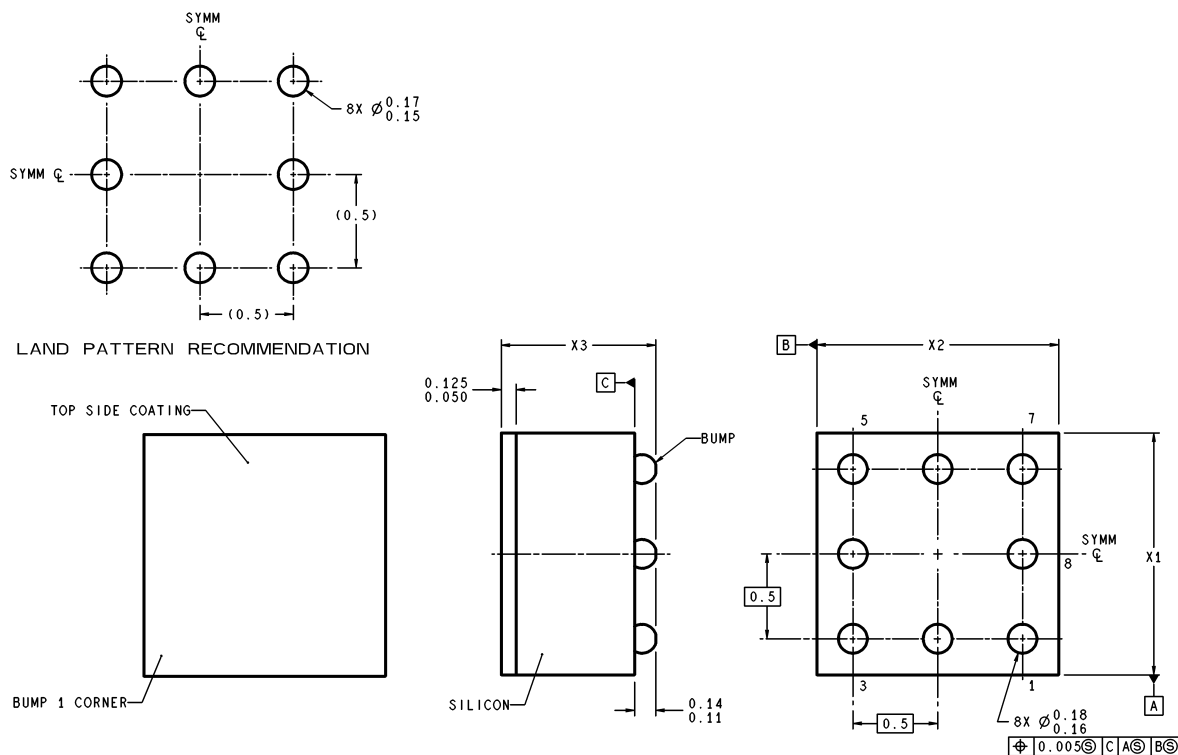 SYMM
℄
8X Ø 0.17
0.15
SYMM ℄
(0.5)
(0.5)
LAND PATTERN RECOMMENDATION
TOP SIDE COATING
BUMP 1 CORNER
X3
0.125
0.050
C
BUMP
SILICON
0.14
0.11
B
X2
SYMM
℄
5
7
SYMM
℄
8
X1
0.5
3
1
0.5
8X Ø 0.18
0.16
A
⌖ 0.005Ⓢ C AⓈ BⓈ